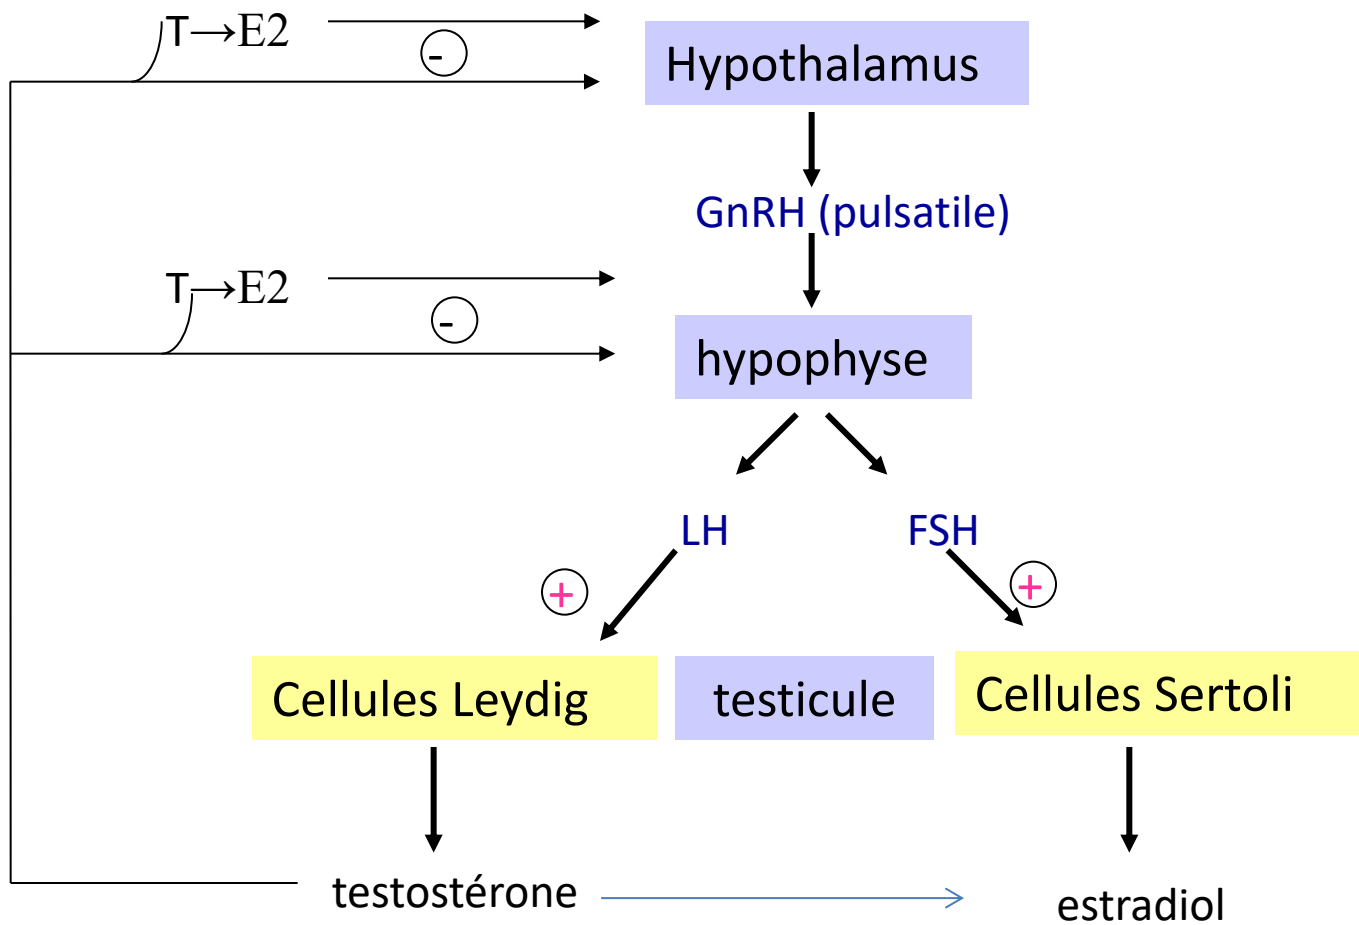 T→E2
-
Hypothalamus
GnRH (pulsatile)
T→E2
-
hypophyse
LH
FSH
+
+
Cellules Leydig
testicule
Cellules Sertoli
testostérone
estradiol